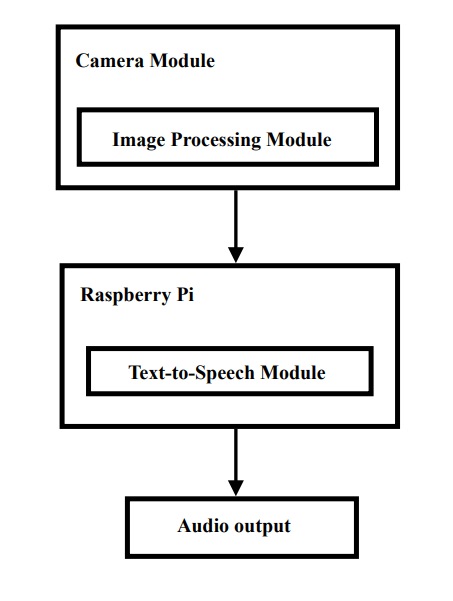 Camera Module
Image Processing Module
Raspberry Pi
Text-to-Speech Module
Audio output